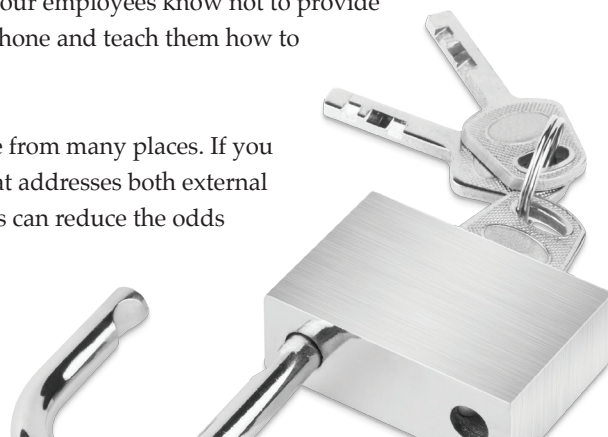 our employees know not to provide
hone and teach them how to
from many places. If you
at addresses both external
s can reduce the odds